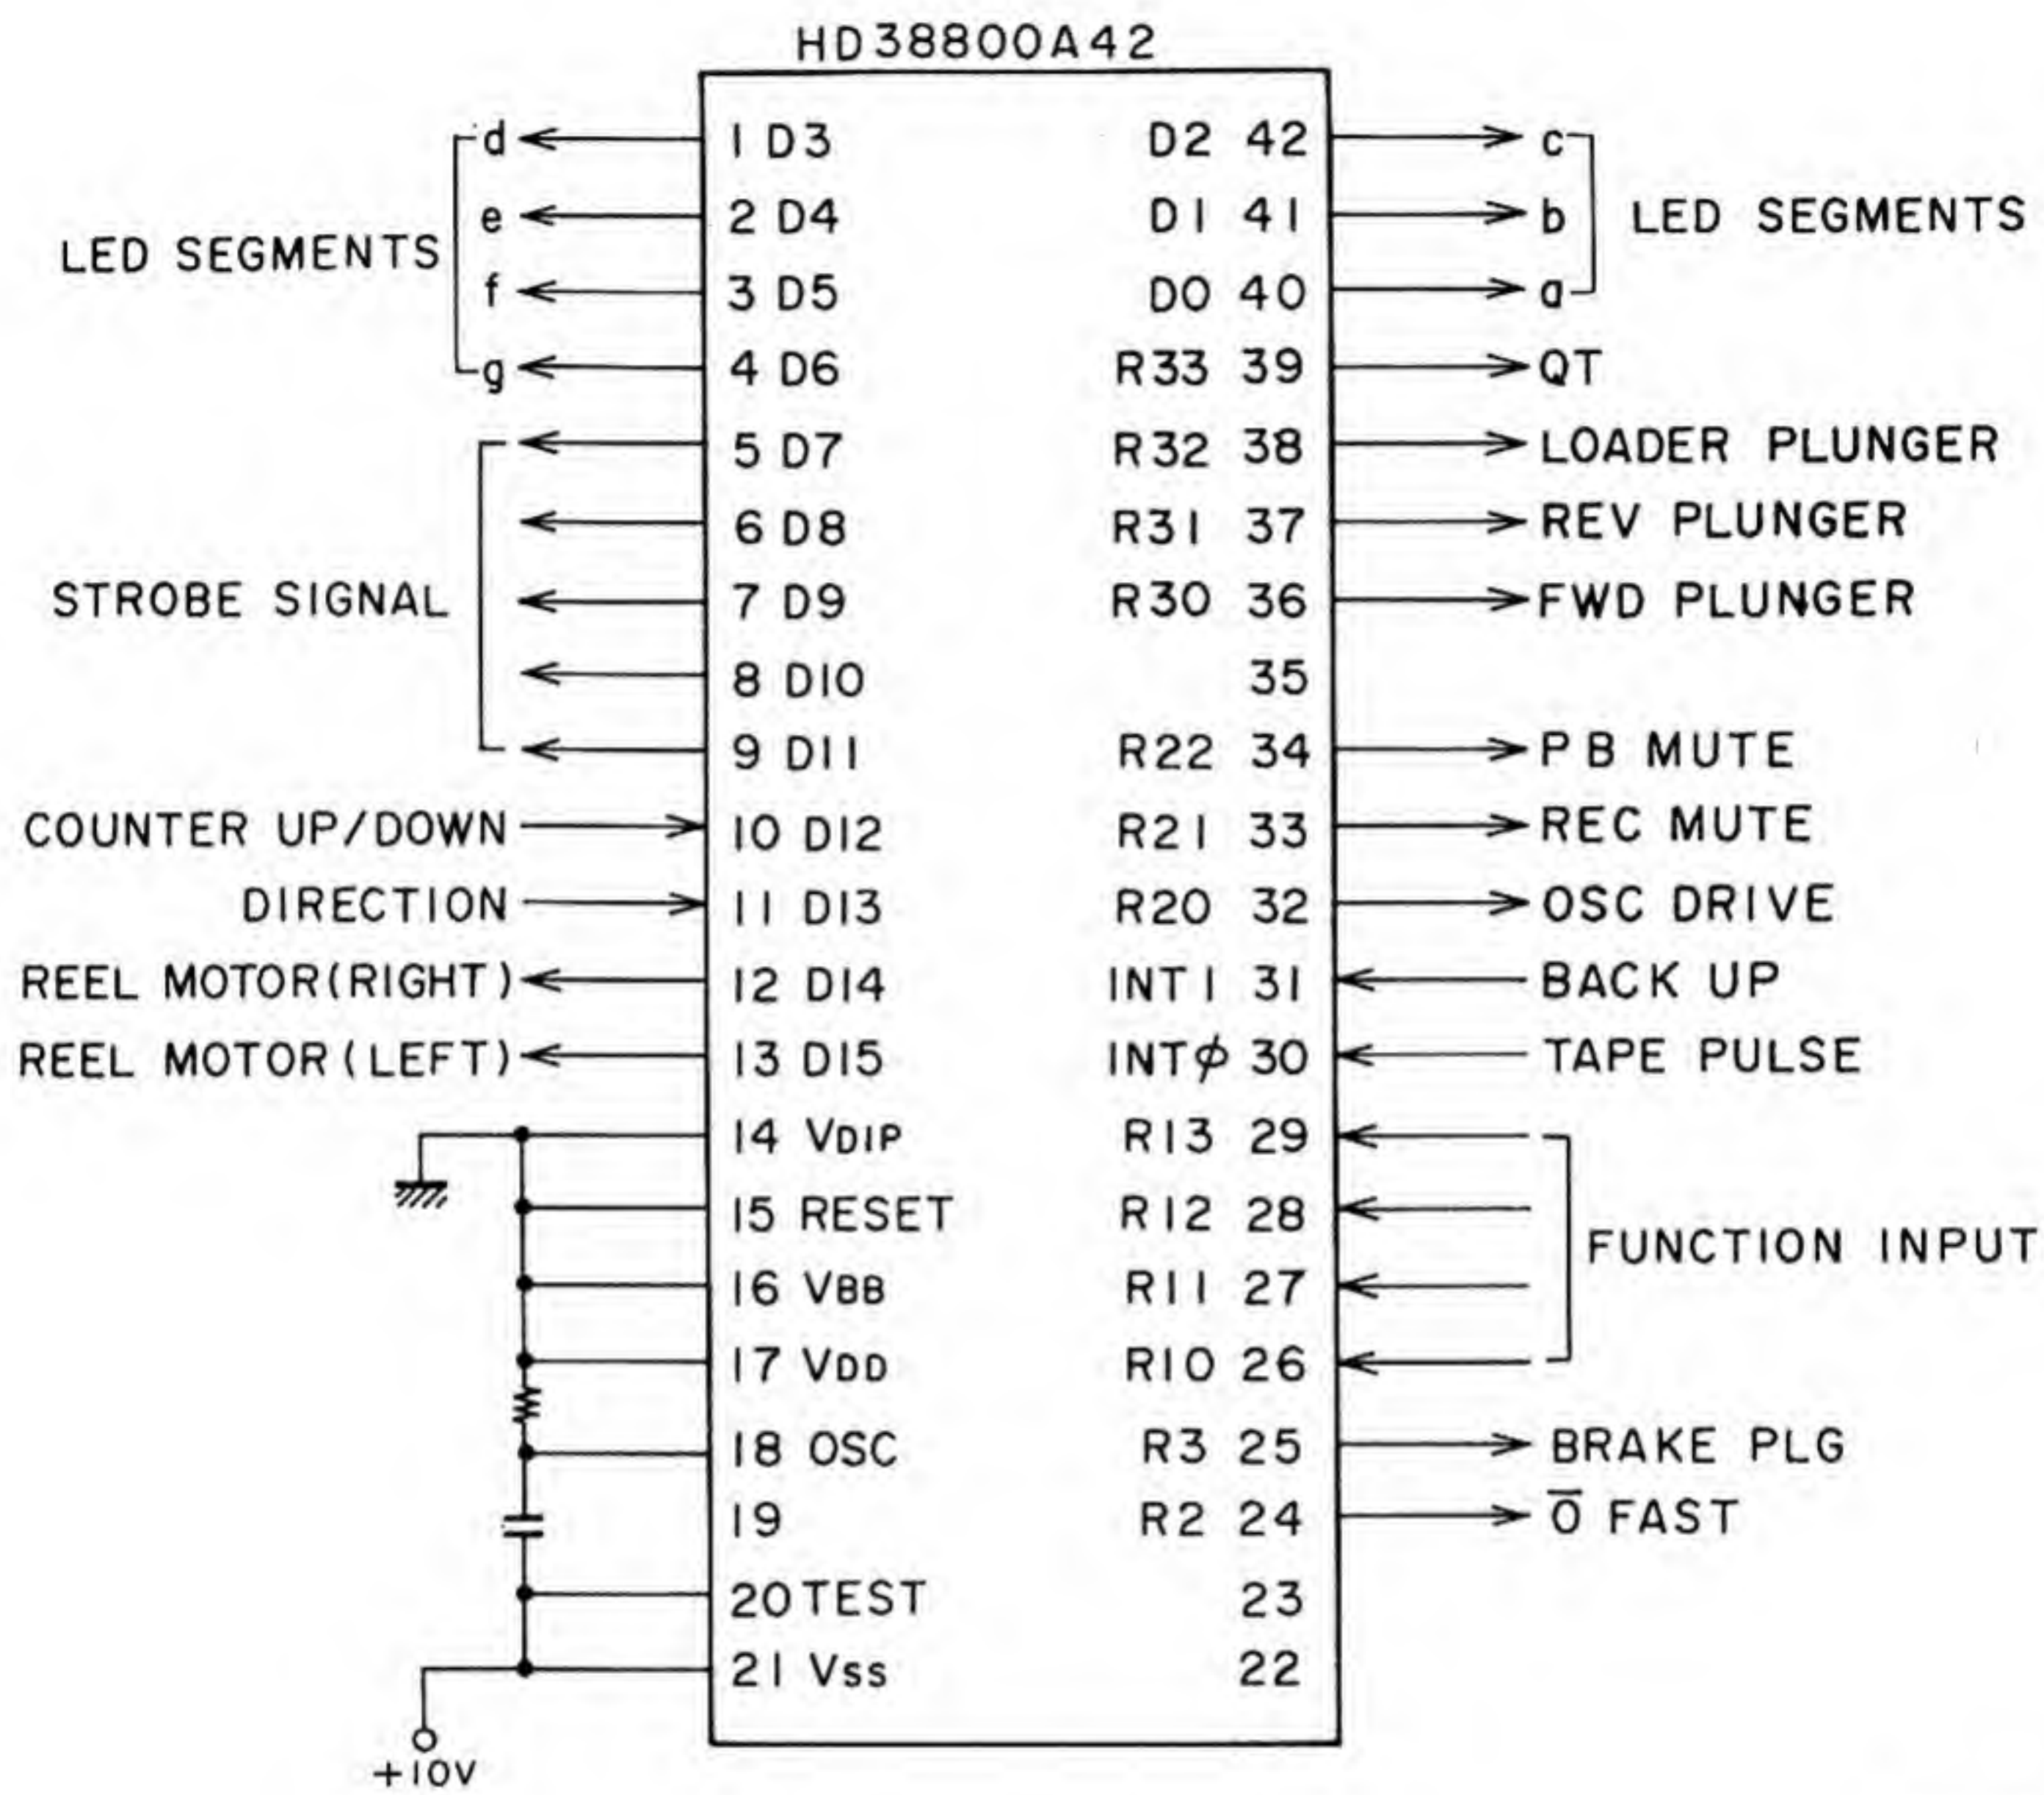 HD38800A42
d 1 D3 D2 42 c
e 2 D4 D1 41 b
LED SEGMENTS LED SEGMENTS
f 3 D5 D0 40 a
g 4 D6 R33 39 QT
5 D7 R32 38 LOADER PLUNGER
6 D8 R31 37 REV PLUNGER
STROBE SIGNAL 7 D9 R30 36 FWD PLUNGER
8 D10 35
9 D11 R22 34 PB MUTE
COUNTER UP/DOWN 10 D12 R21 33 REC MUTE
DIRECTION 11 D13 R20 32 OSC DRIVE
REEL MOTOR(RIGHT) 12 D14 INT1 31 BACK UP
REEL MOTOR(LEFT) 13 D15 INTφ 30 TAPE PULSE
14 VDIP R13 29
15 RESET R12 28
FUNCTION INPUT
16 VBB R11 27
17 VDD R10 26
18 OSC R3 25 BRAKE PLG
19 R2 24 O̅ FAST
20 TEST 23
21 Vss 22
+10V